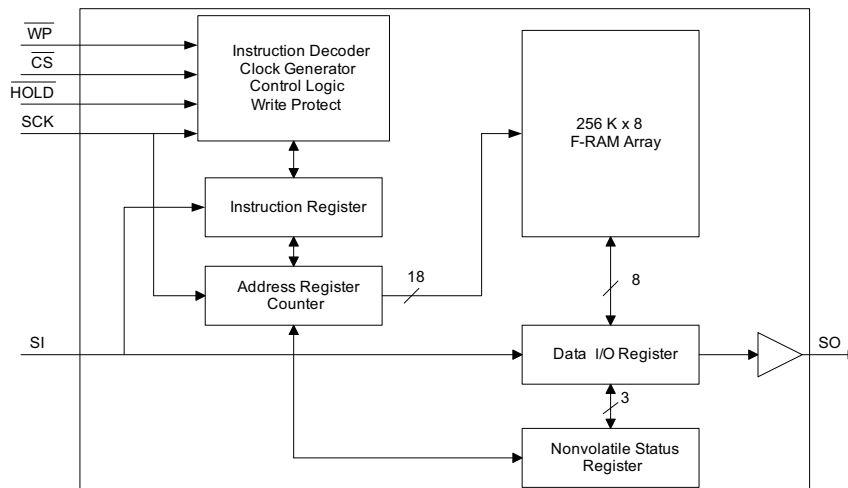 WP
CS
HOLD
SCK
Instruction Decoder
Clock Generator
Control Logic
Write Protect
256 K x 8
F-RAM Array
Instruction Register
Address Register
Counter
18
8
SI
Data I/O Register
SO
3
Nonvolatile Status
Register